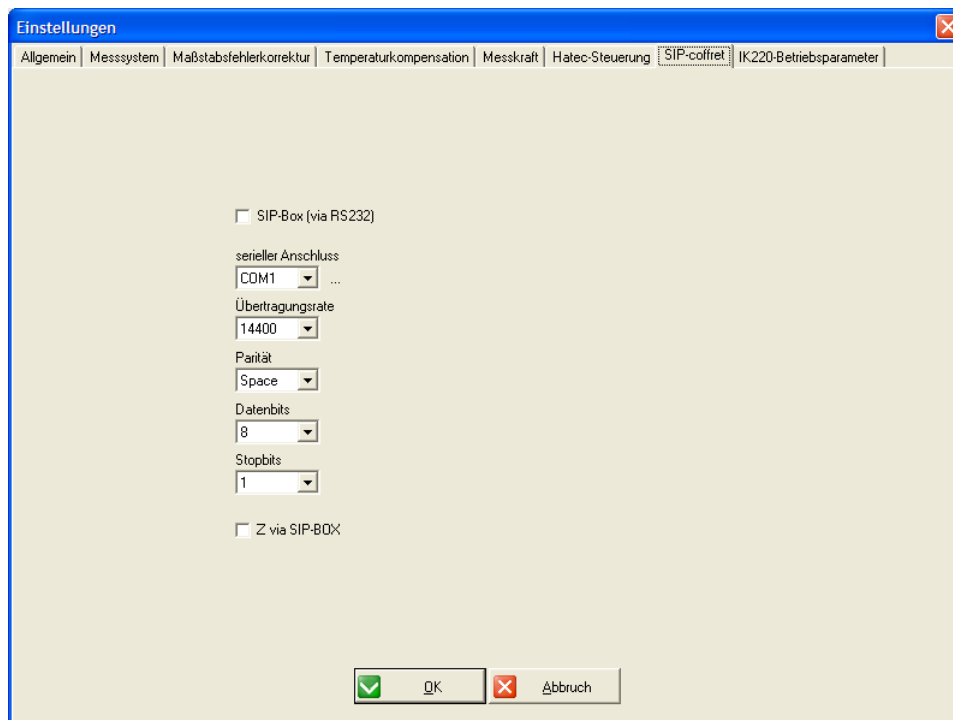 Einstellungen
Allgemein Messsystem Maßstabsfehlerkorrektur Temperaturkompensation Messkraft Hatec-Steuerung SIP-coffret IK220-Betriebsparameter
SIP-Box (via RS232)
serieller Anschluss
COM1 ...
Übertragungsrate
14400
Parität
Space
Datenbits
8
Stopbits
1
Z via SIP-BOX
OK Abbruch